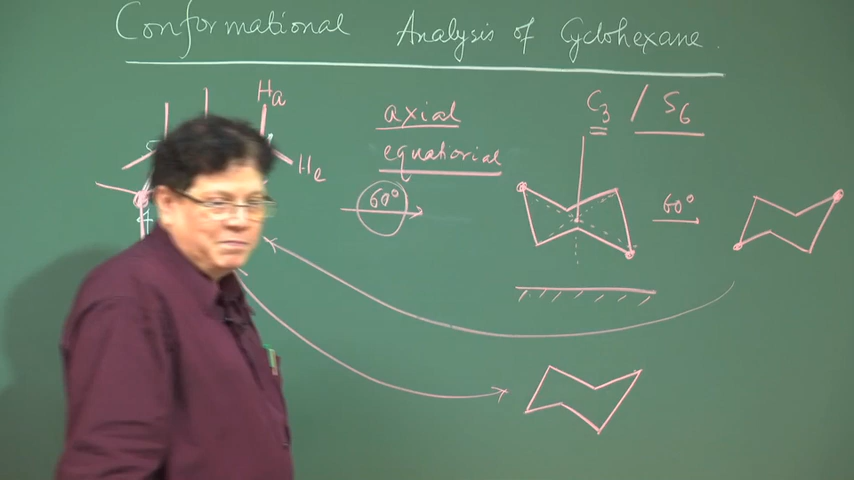 Conformational Analysis of Cyclohexane.
Ha
He
axial
equatorial
60°
C3 / S6
60°